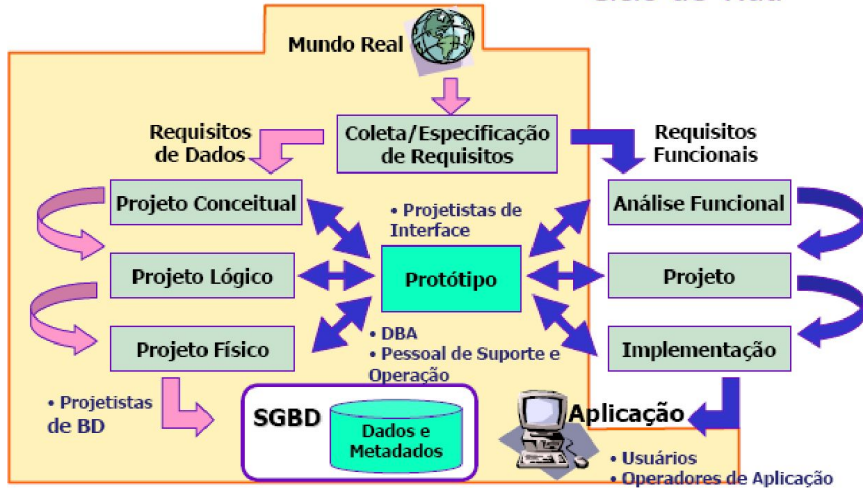 Mundo Real
Coleta/Especificação
de Requisitos
Requisitos
de Dados
Requisitos
Funcionais
Projeto Conceitual
• Projetistas de
Interface
Análise Funcional
Projeto Lógico
Protótipo
Projeto
Projeto Físico
• DBA
• Pessoal de Suporte e
Operação
Implementação
• Projetistas
de BD
SGBD
Dados e
Metadados
Aplicação
• Usuários
• Operadores de Aplicação